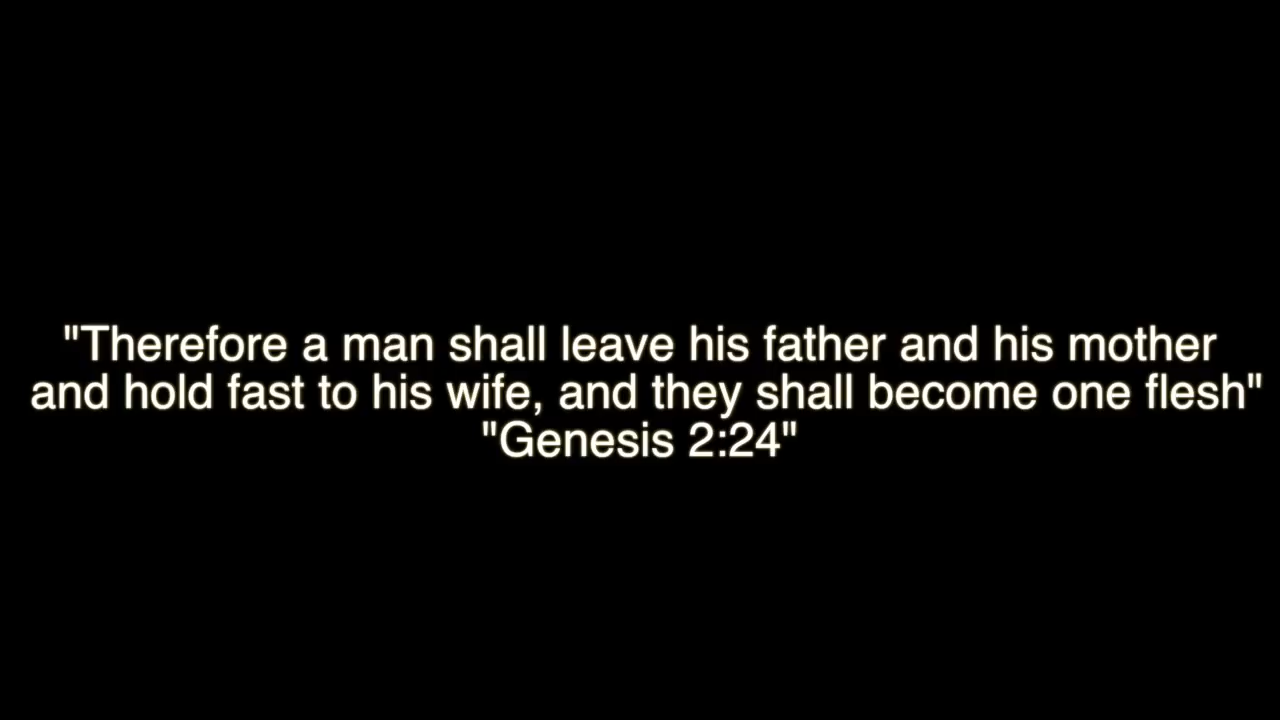 "Therefore a man shall leave his father and his mother
and hold fast to his wife, and they shall become one flesh"
"Genesis 2:24"